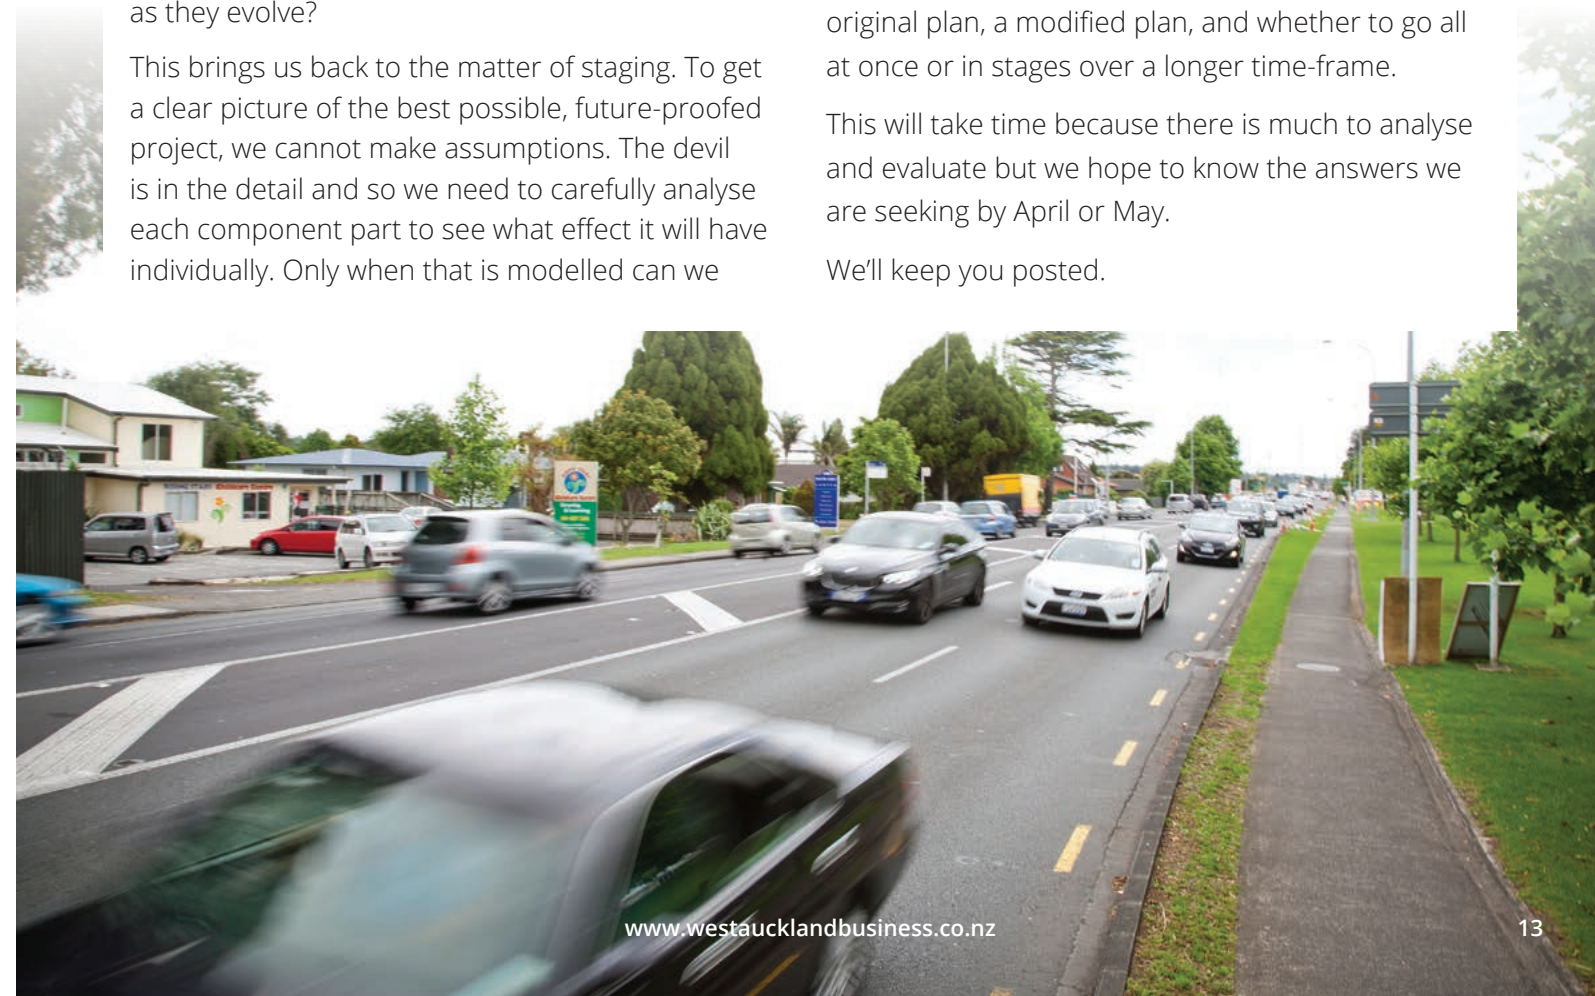 as they evolve?
This brings us back to the matter of staging. To get
a clear picture of the best possible, future-proofed
project, we cannot make assumptions. The devil
is in the detail and so we need to carefully analyse
each component part to see what effect it will have
individually. Only when that is modelled can we
original plan, a modified plan, and whether to go all
at once or in stages over a longer time-frame.
This will take time because there is much to analyse
and evaluate but we hope to know the answers we
are seeking by April or May.
We’ll keep you posted.
www.westaucklandbusiness.co.nz
13